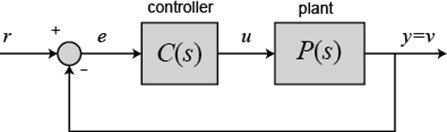 controller plant
r + e C(s) u P(s) y=v
−